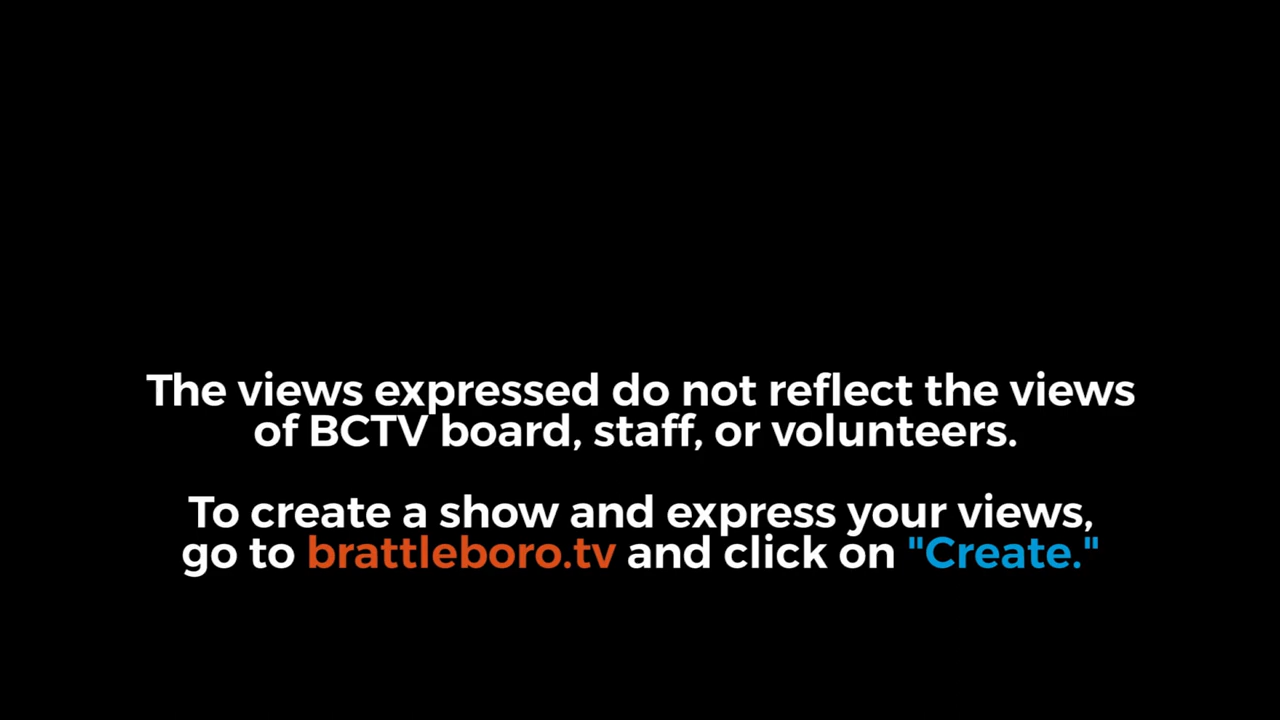 The views expressed do not reflect the views
of BCTV board, staff, or volunteers.
To create a show and express your views,
go to brattleboro.tv and click on "Create."